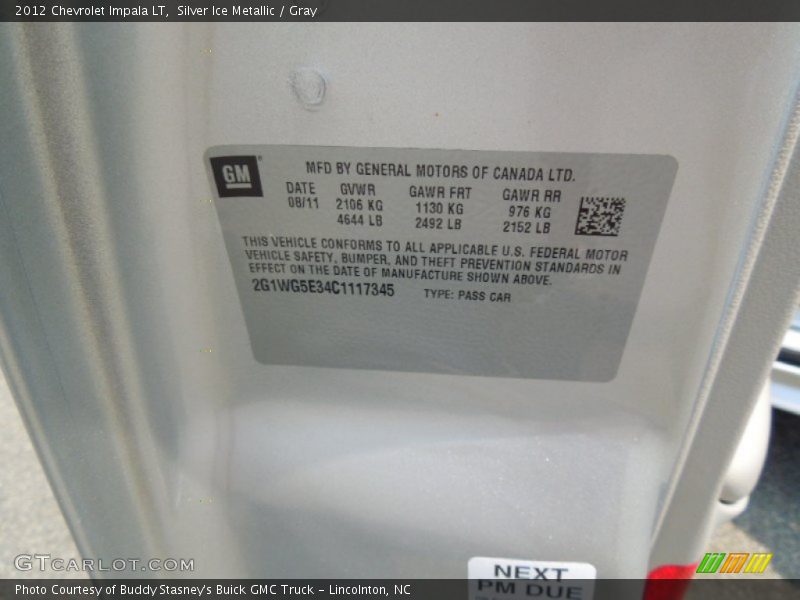 2012 Chevrolet Impala LT,  Silver Ice Metallic / Gray
GM
MFD BY GENERAL MOTORS OF CANADA LTD.
DATE GVWR GAWR FRT GAWR RR
08/11 2106 KG 1130 KG 976 KG
4644 LB 2492 LB 2152 LB
THIS VEHICLE CONFORMS TO ALL APPLICABLE U.S. FEDERAL MOTOR
VEHICLE SAFETY, BUMPER, AND THEFT PREVENTION STANDARDS IN
EFFECT ON THE DATE OF MANUFACTURE SHOWN ABOVE.
2G1WG5E34C1117345 TYPE: PASS CAR
NEXT
PM DUE
GTCARLOT.COM
Photo Courtesy of Buddy Stasney's Buick GMC Truck - Lincolnton, NC